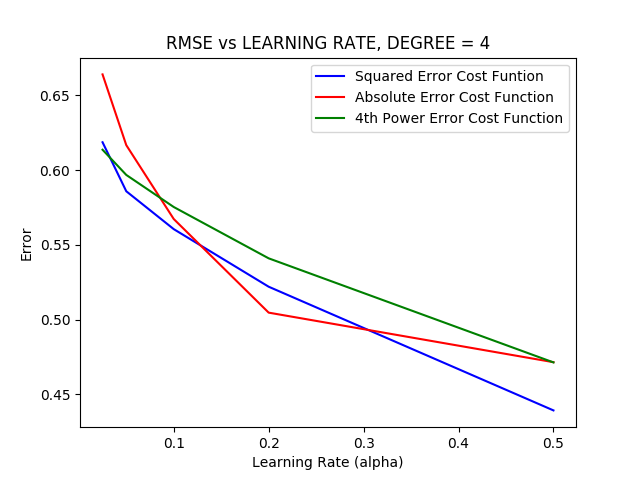 RMSE vs LEARNING RATE, DEGREE = 4
Squared Error Cost Funtion
Absolute Error Cost Function
4th Power Error Cost Function
Error
0.65
0.60
0.55
0.50
0.45
0.1 0.2 0.3 0.4 0.5
Learning Rate (alpha)